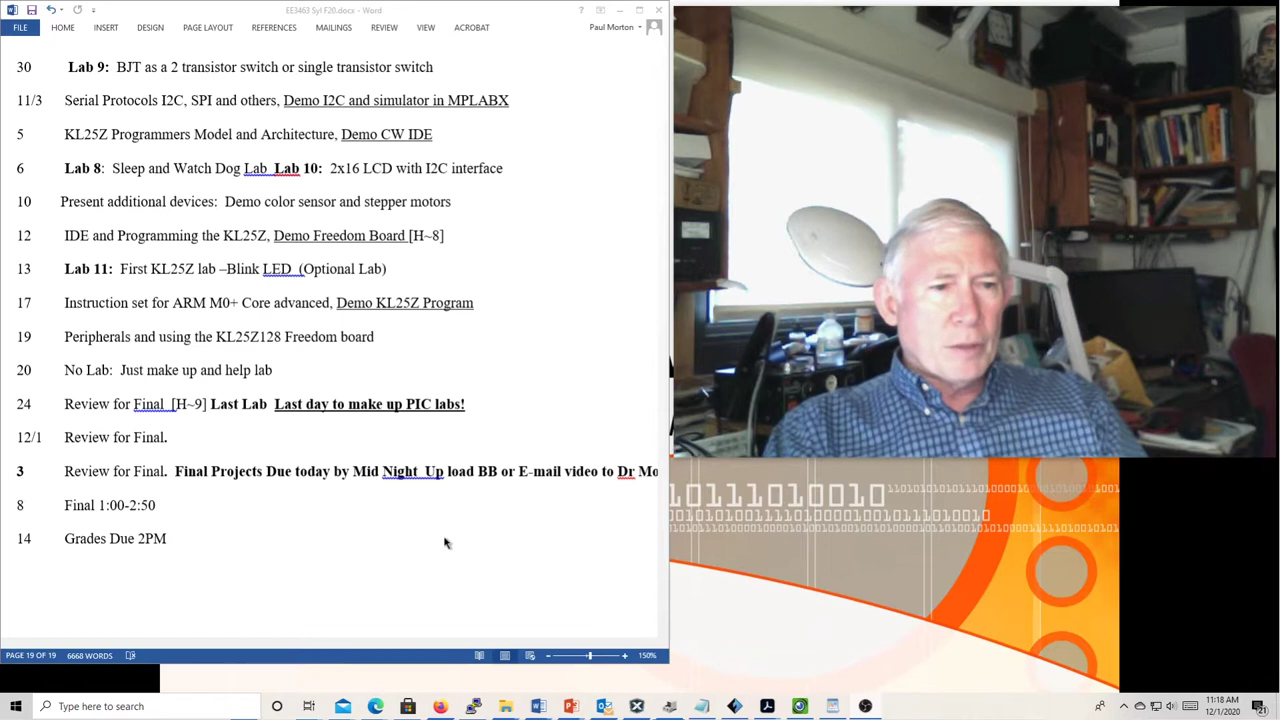 EE3463 Syl F20.docx - Word
FILE HOME INSERT DESIGN PAGE LAYOUT REFERENCES MAILINGS REVIEW VIEW ACROBAT Paul Morton
30 Lab 9: BJT as a 2 transistor switch or single transistor switch
11/3 Serial Protocols I2C, SPI and others, Demo I2C and simulator in MPLABX
5 KL25Z Programmers Model and Architecture, Demo CW IDE
6 Lab 8: Sleep and Watch Dog Lab Lab 10: 2x16 LCD with I2C interface
10 Present additional devices: Demo color sensor and stepper motors
12 IDE and Programming the KL25Z, Demo Freedom Board [H~8]
13 Lab 11: First KL25Z lab –Blink LED (Optional Lab)
17 Instruction set for ARM M0+ Core advanced, Demo KL25Z Program
19 Peripherals and using the KL25Z128 Freedom board
20 No Lab: Just make up and help lab
24 Review for Final [H~9] Last Lab Last day to make up PIC labs!
12/1 Review for Final.
3 Review for Final. Final Projects Due today by Mid Night Up load BB or E-mail video to Dr Mo
8 Final 1:00-2:50
14 Grades Due 2PM
1011710010
PAGE 19 OF 19 6668 WORDS 150%
Type here to search
11:18 AM
12/1/2020